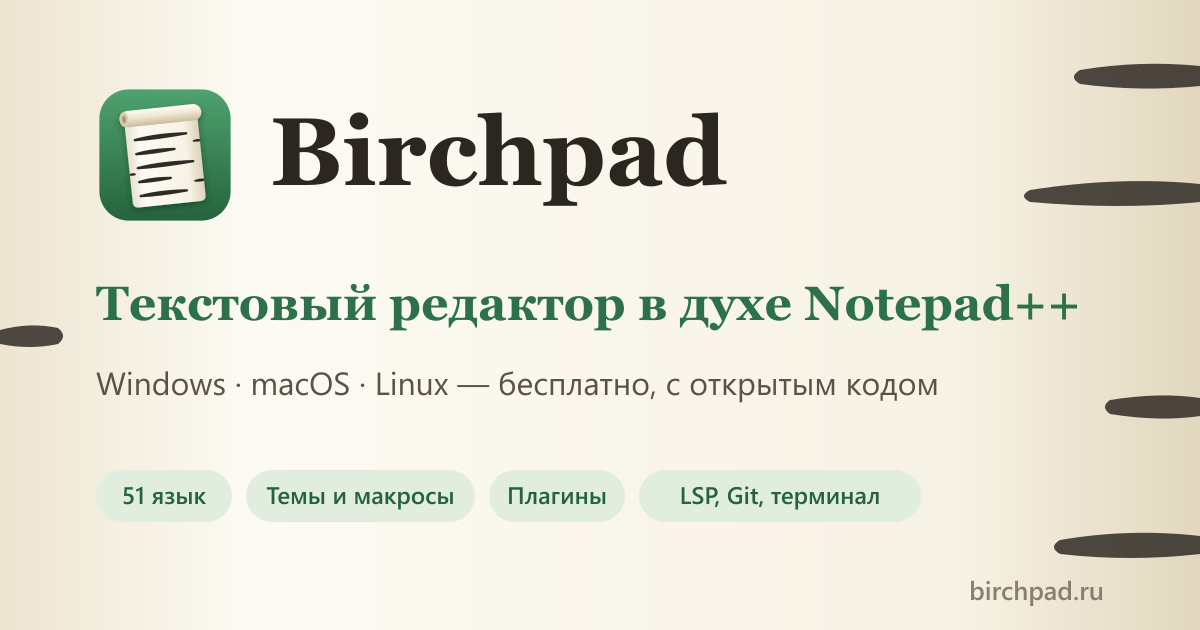 Birchpad
Текстовый редактор в духе Notepad++
Windows · macOS · Linux — бесплатно, с открытым кодом
51 язык
Темы и макросы
Плагины
LSP, Git, терминал
birchpad.ru